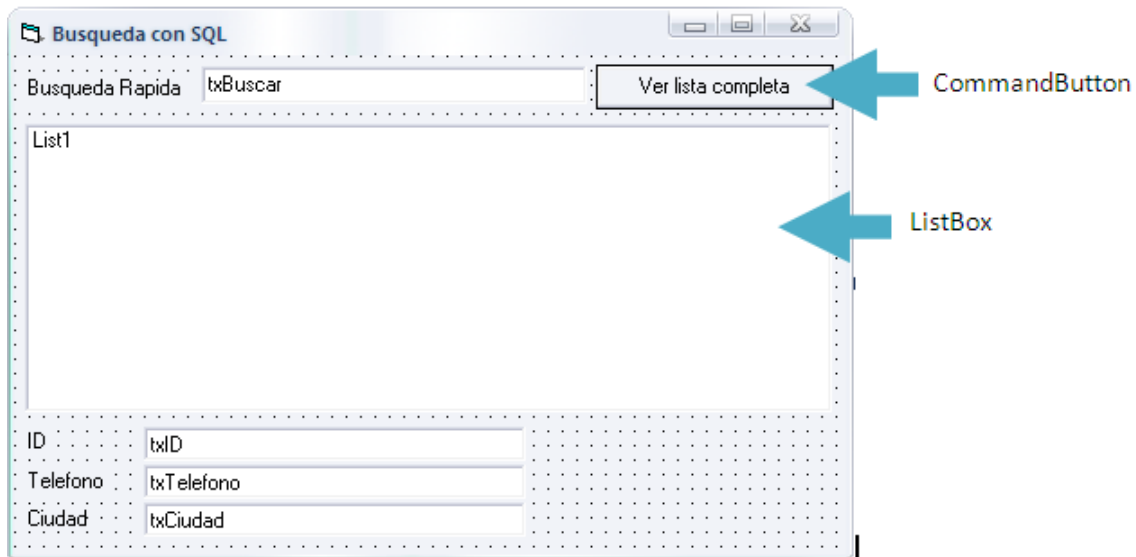 Busqueda con SQL
Busqueda Rapida txBuscar Ver lista completa CommandButton
List1
ListBox
ID txID
Telefono txTelefono
Ciudad txCiudad